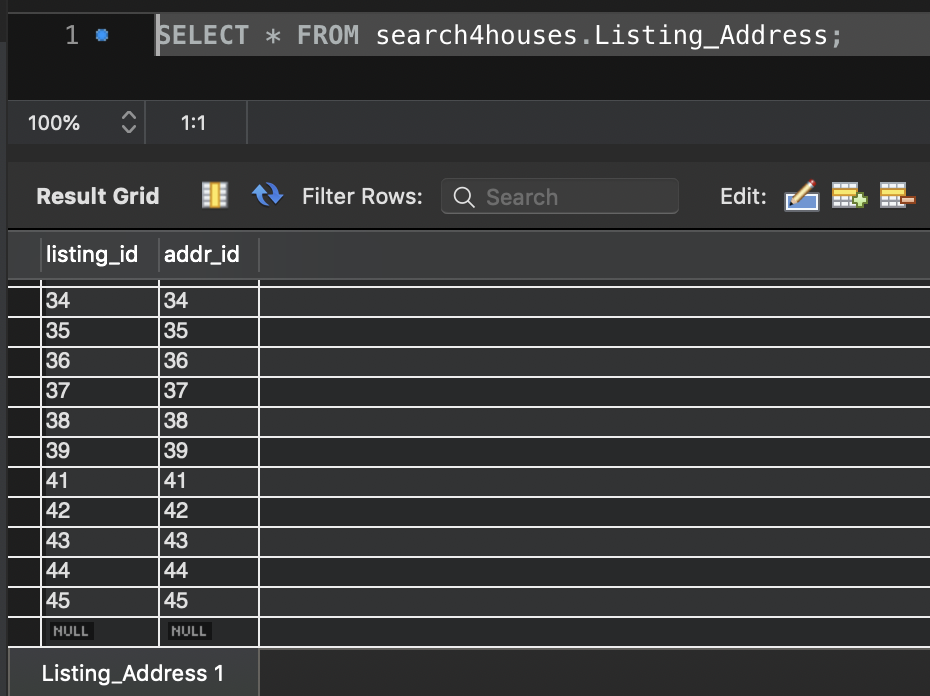 1 SELECT * FROM search4houses.Listing_Address;
100% 1:1
Result Grid Filter Rows: Search Edit:
listing_id addr_id
34 34
35 35
36 36
37 37
38 38
39 39
41 41
42 42
43 43
44 44
45 45
NULL NULL
Listing_Address 1